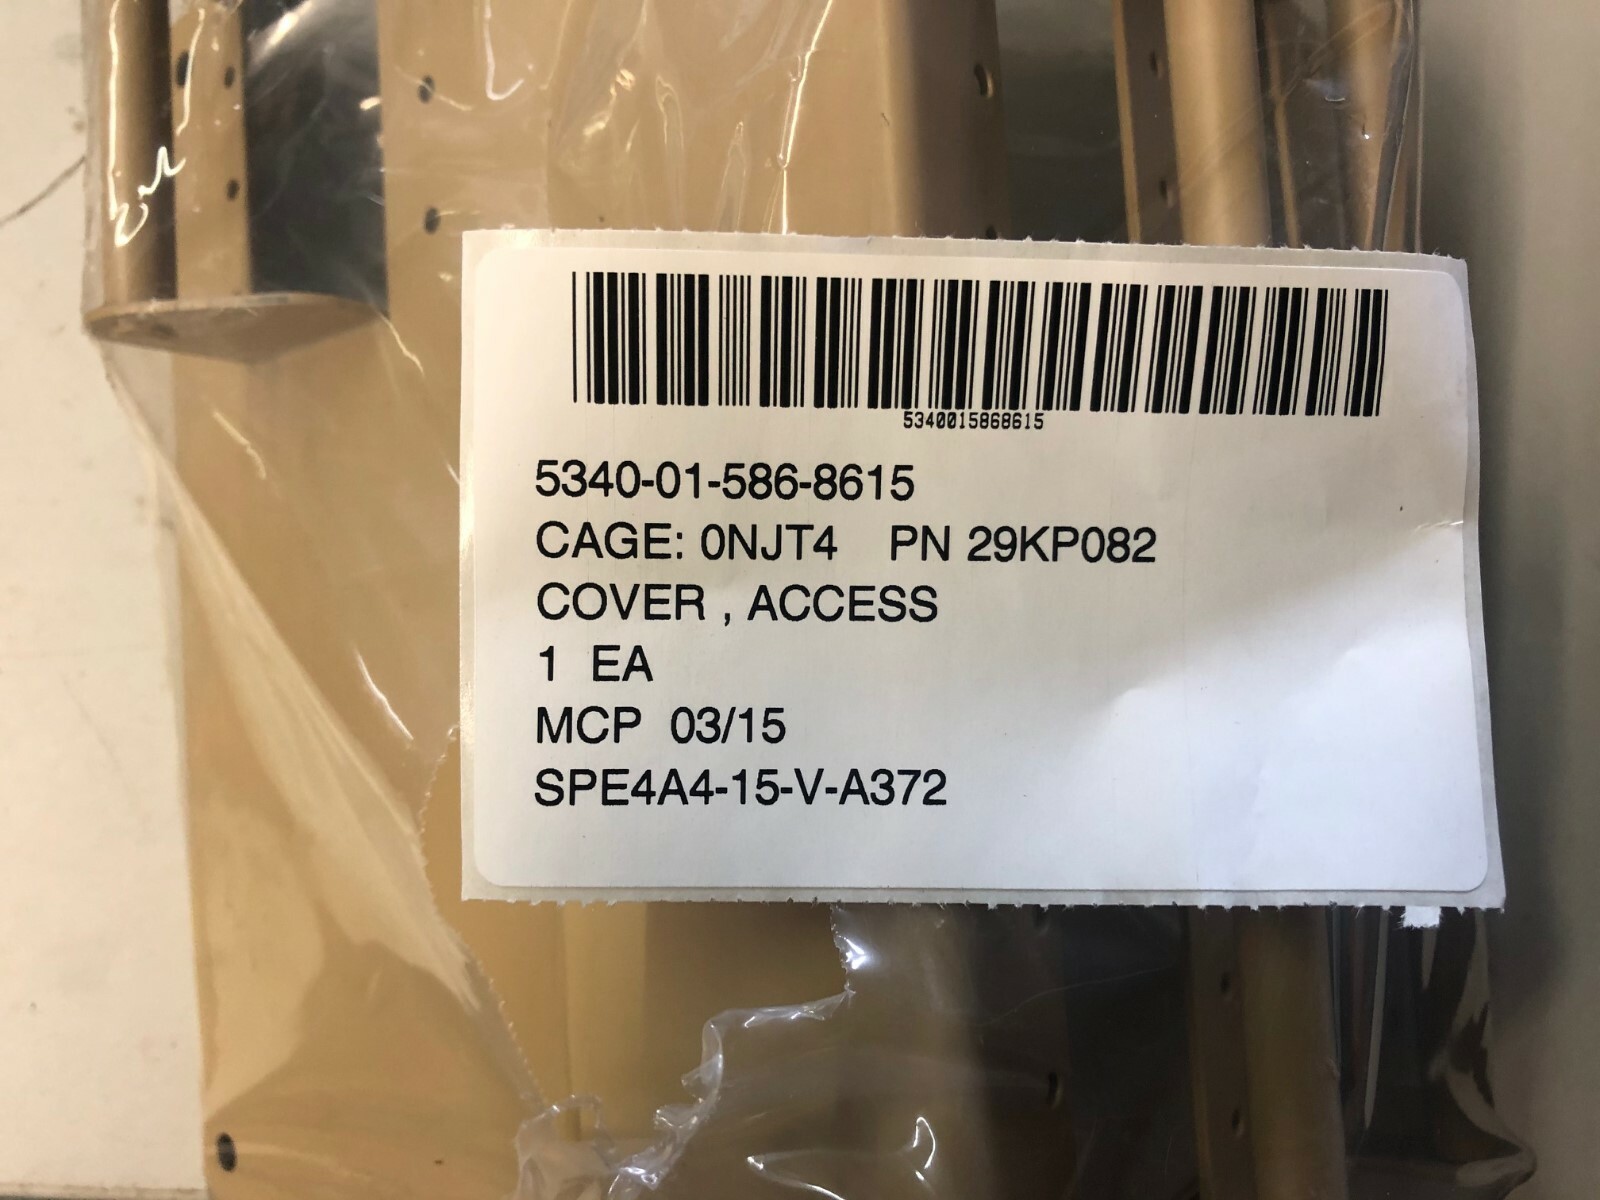 5340015868615
5340-01-586-8615
CAGE: 0NJT4 PN 29KP082
COVER , ACCESS
1 EA
MCP 03/15
SPE4A4-15-V-A372